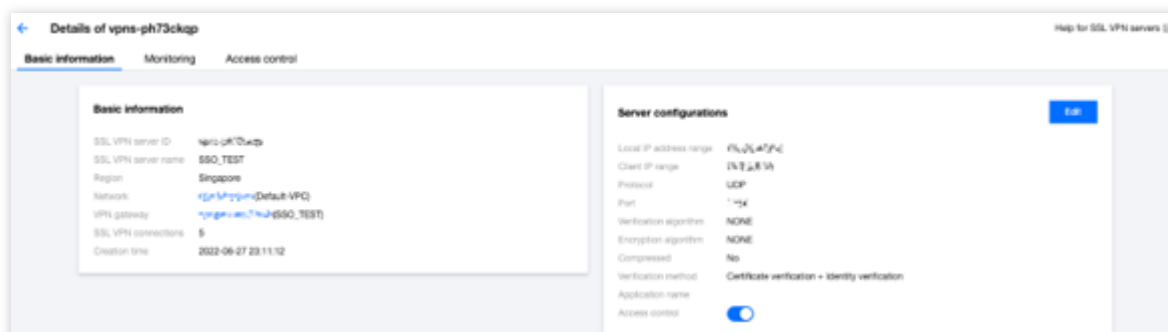 Details of vpns-ph73ckqp
Help for SSL VPN servers
Basic information Monitoring Access control
Basic information
SSL VPN server ID
SSL VPN server name SSO_TEST
Region Singapore
Network (Default-VPC)
VPN gateway (SSO_TEST)
SSL VPN connections 5
Creation time 2022-06-27 23:11:12
Server configurations
Edit
Local IP address range
Client IP range
Protocol UDP
Port
Verification algorithm NONE
Encryption algorithm NONE
Compressed No
Verification method Certificate verification + Identity verification
Application name
Access control